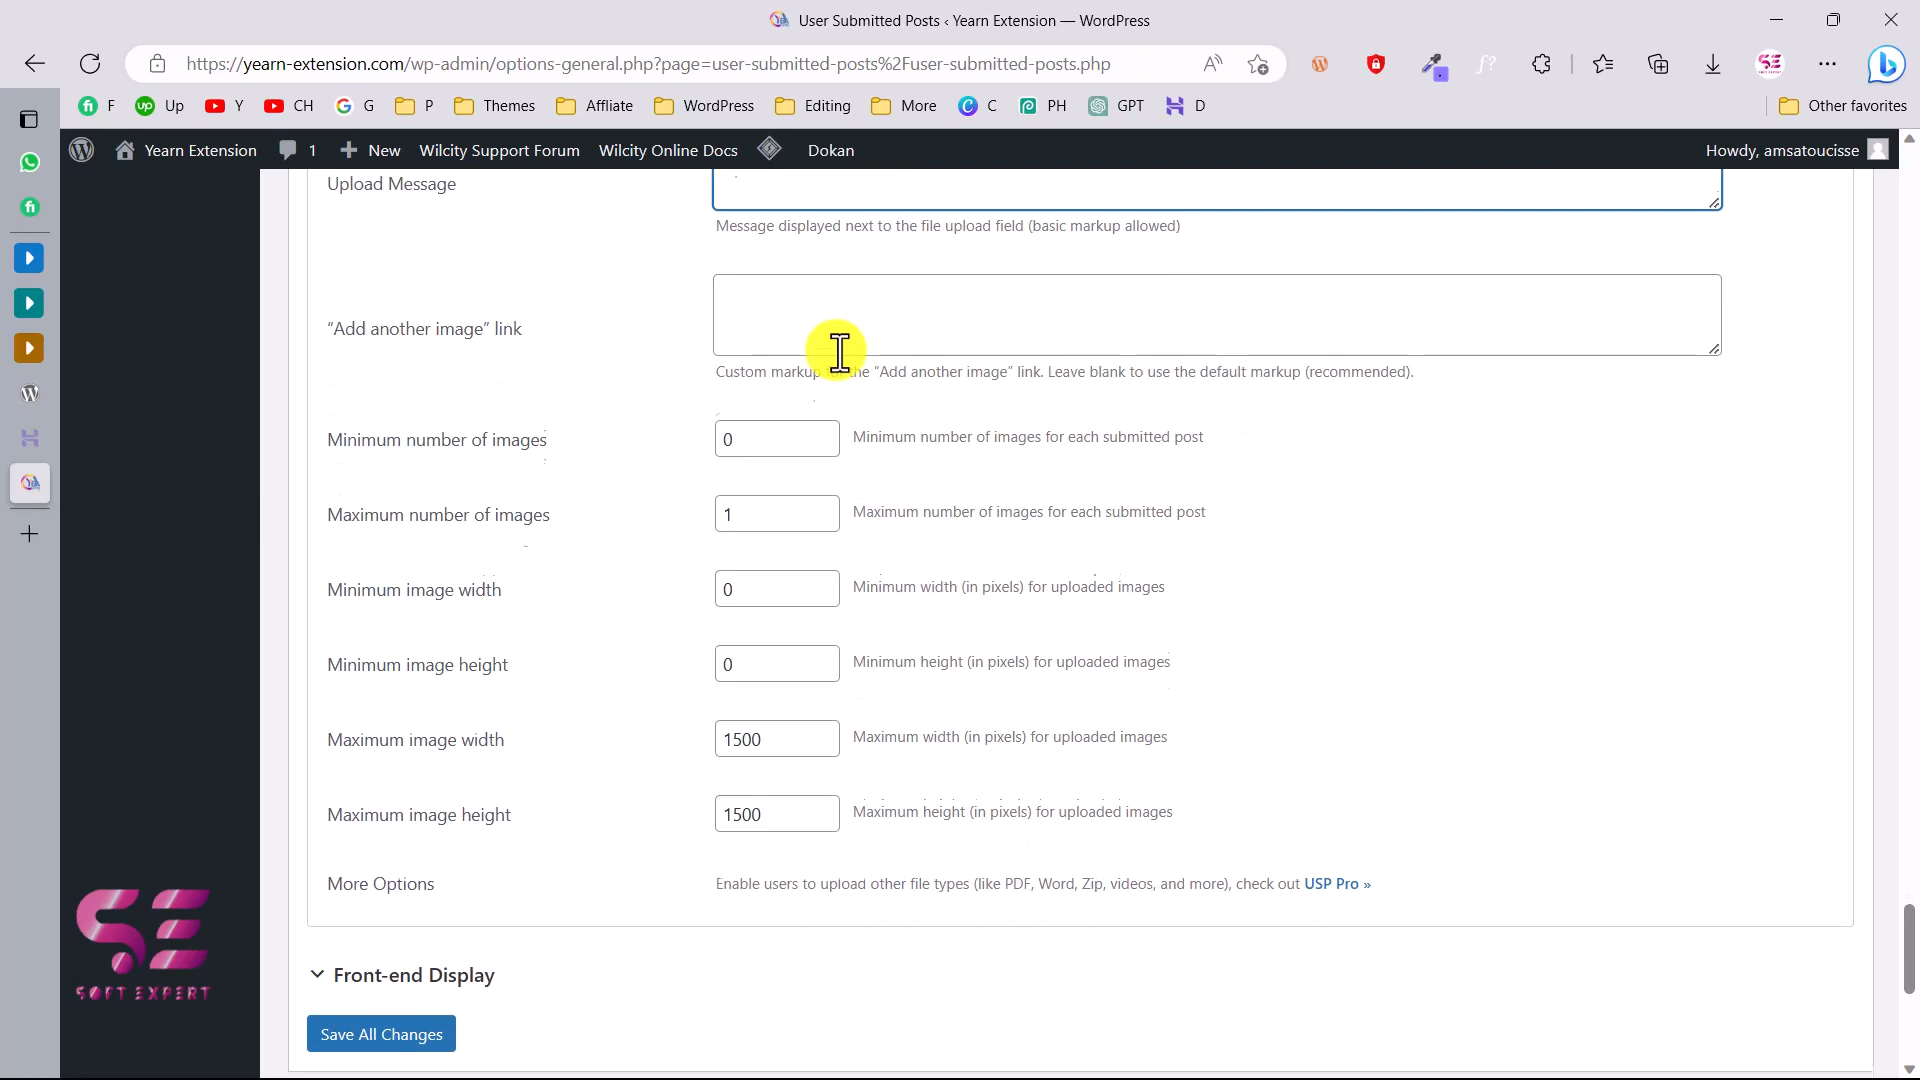 User Submitted Posts ‹ Yearn Extension — WordPress
https://yearn-extension.com/wp-admin/options-general.php?page=user-submitted-posts%2Fuser-submitted-posts.php
F Up Y CH G P Themes Affliate WordPress Editing More C PH GPT D Other favorites
Yearn Extension 1 New Wilcity Support Forum Wilcity Online Docs Dokan Howdy, amsatoucisse
Upload Message
Message displayed next to the file upload field (basic markup allowed)
“Add another image” link
Custom markup for the “Add another image” link. Leave blank to use the default markup (recommended).
Minimum number of images 0 Minimum number of images for each submitted post
Maximum number of images 1 Maximum number of images for each submitted post
Minimum image width 0 Minimum width (in pixels) for uploaded images
Minimum image height 0 Minimum height (in pixels) for uploaded images
Maximum image width 1500 Maximum width (in pixels) for uploaded images
Maximum image height 1500 Maximum height (in pixels) for uploaded images
More Options Enable users to upload other file types (like PDF, Word, Zip, videos, and more), check out USP Pro »
SE
SOFT EXPERT
Front-end Display
Save All Changes